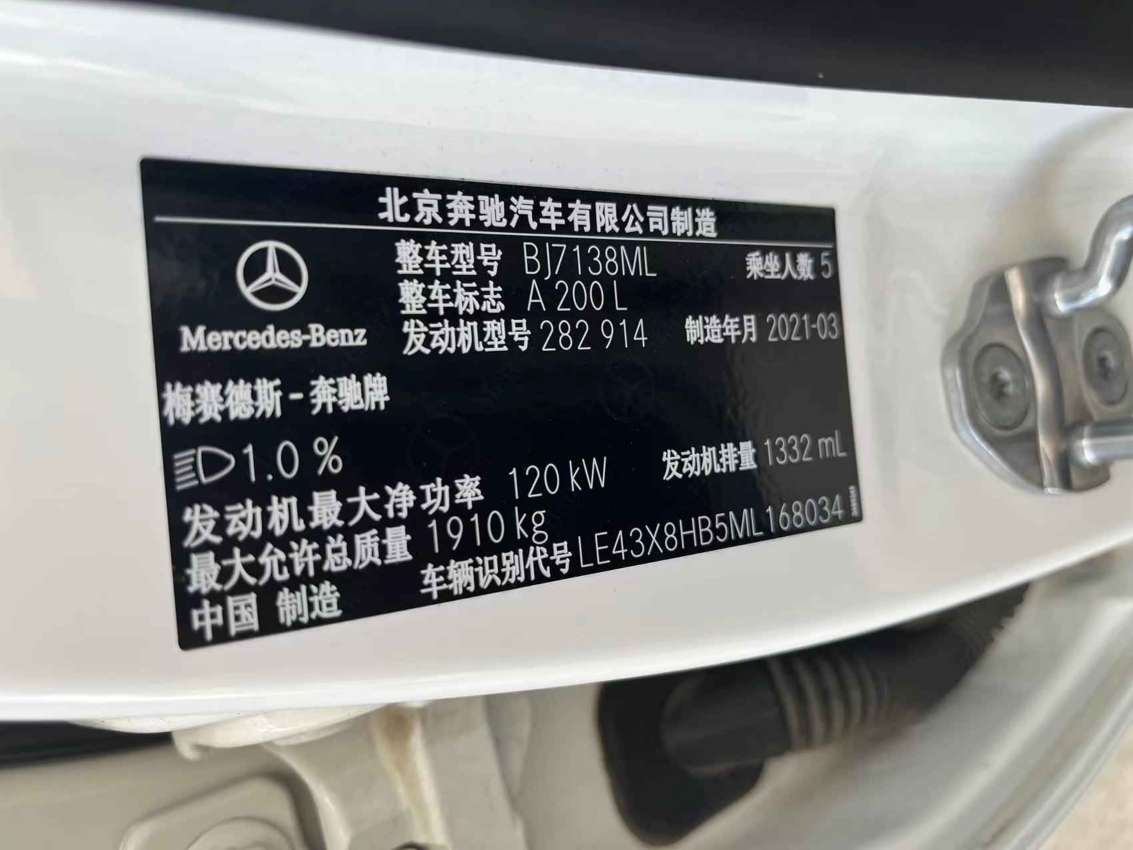 北京奔驰汽车有限公司制造
整车型号 BJ7138ML 乘坐人数 5
整车标志 A 200 L
Mercedes-Benz 发动机型号 282 914 制造年月 2021-03
梅赛德斯-奔驰牌
1.0 %
发动机最大净功率 120 kW 发动机排量 1332 mL
最大允许总质量 1910 kg
中国 制造 车辆识别代号 LE43X8HB5ML168034